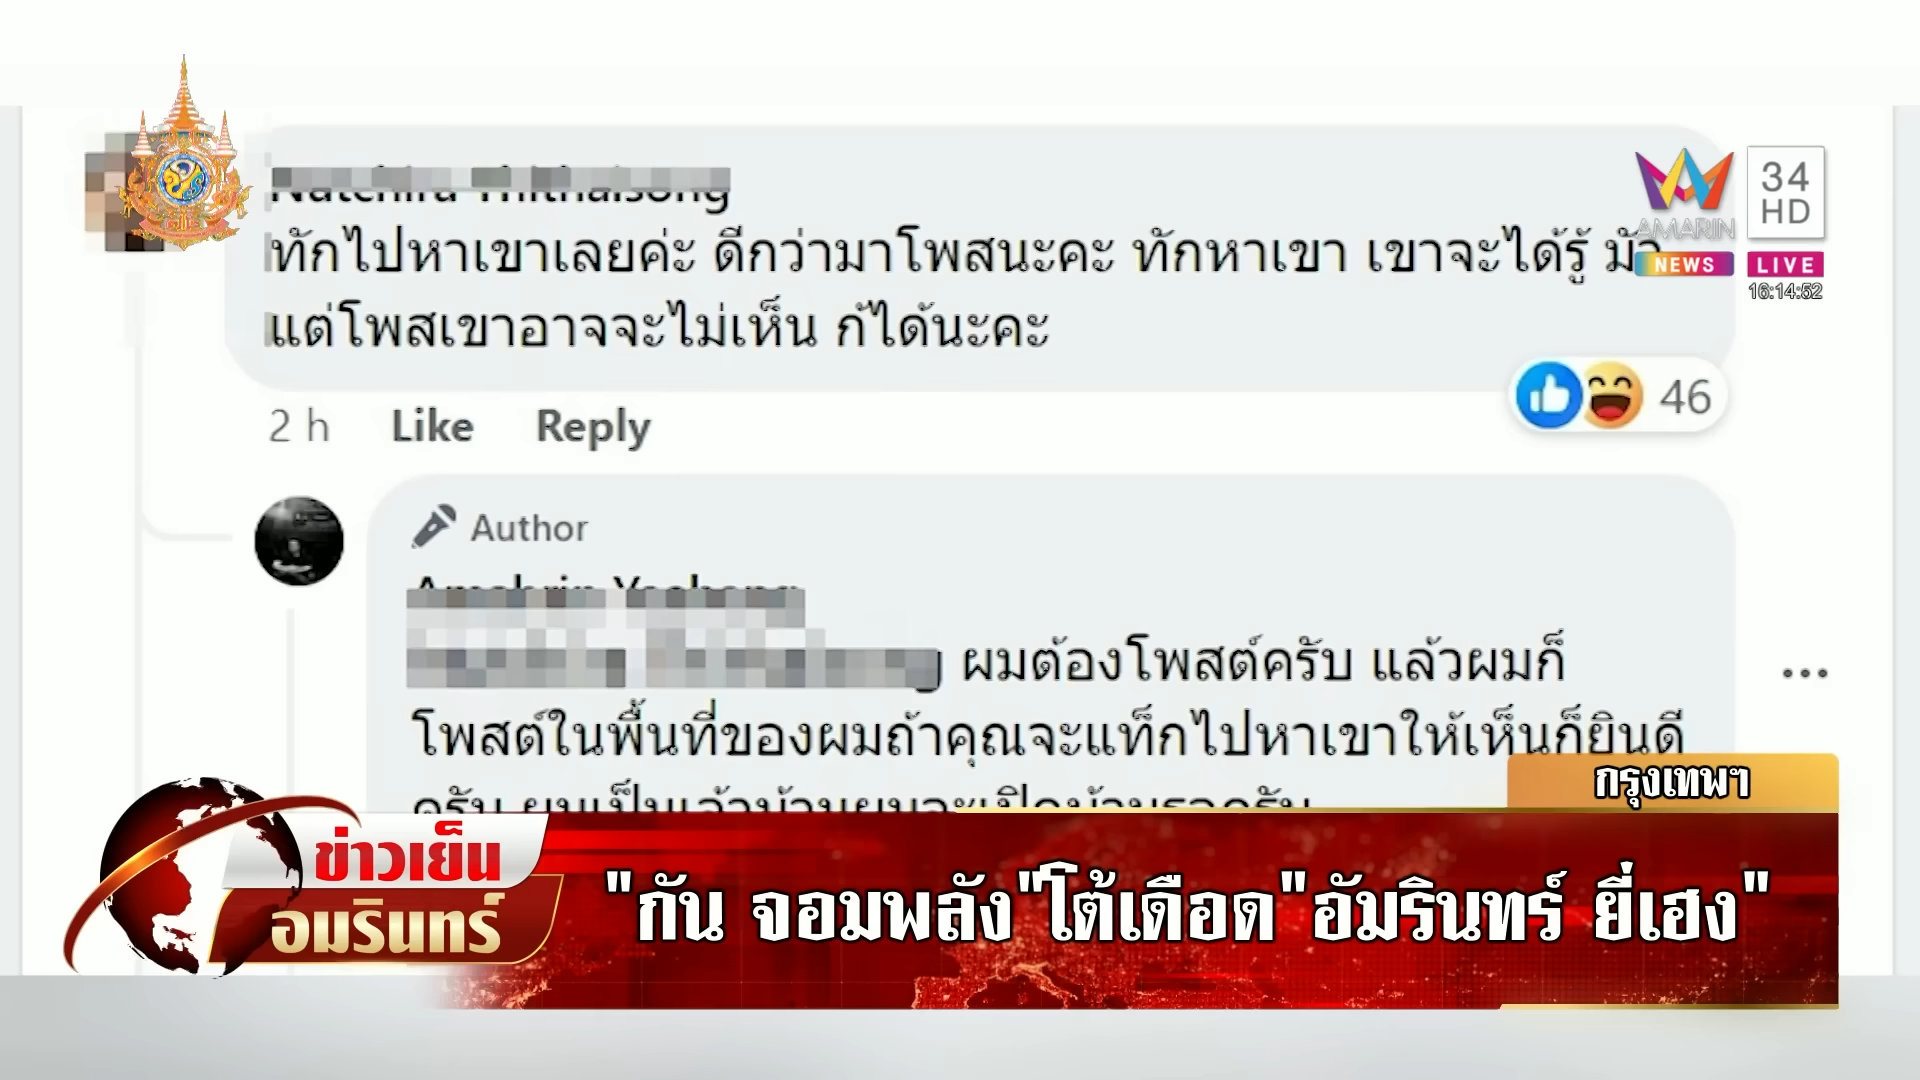 ทักไปหาเขาเลยค่ะ ดีกว่ามาโพสนะคะ ทักหาเขา เขาจะได้รู้ มัว
แต่โพสเขาอาจจะไม่เห็น ก้ได้นะคะ
AMARIN
34
HD
NEWS
LIVE
16:14:52
2 h Like Reply
46
Author
ผมต้องโพสต์ครับ แล้วผมก็
โพสต์ในพื้นที่ของผมถ้าคุณจะแท็กไปหาเขาให้เห็นก็ยินดี
กรุงเทพฯ
ข่าวเย็น
อมรินทร์
"กัน จอมพลัง"โต้เดือด"อัมรินทร์ ยี่เฮง"